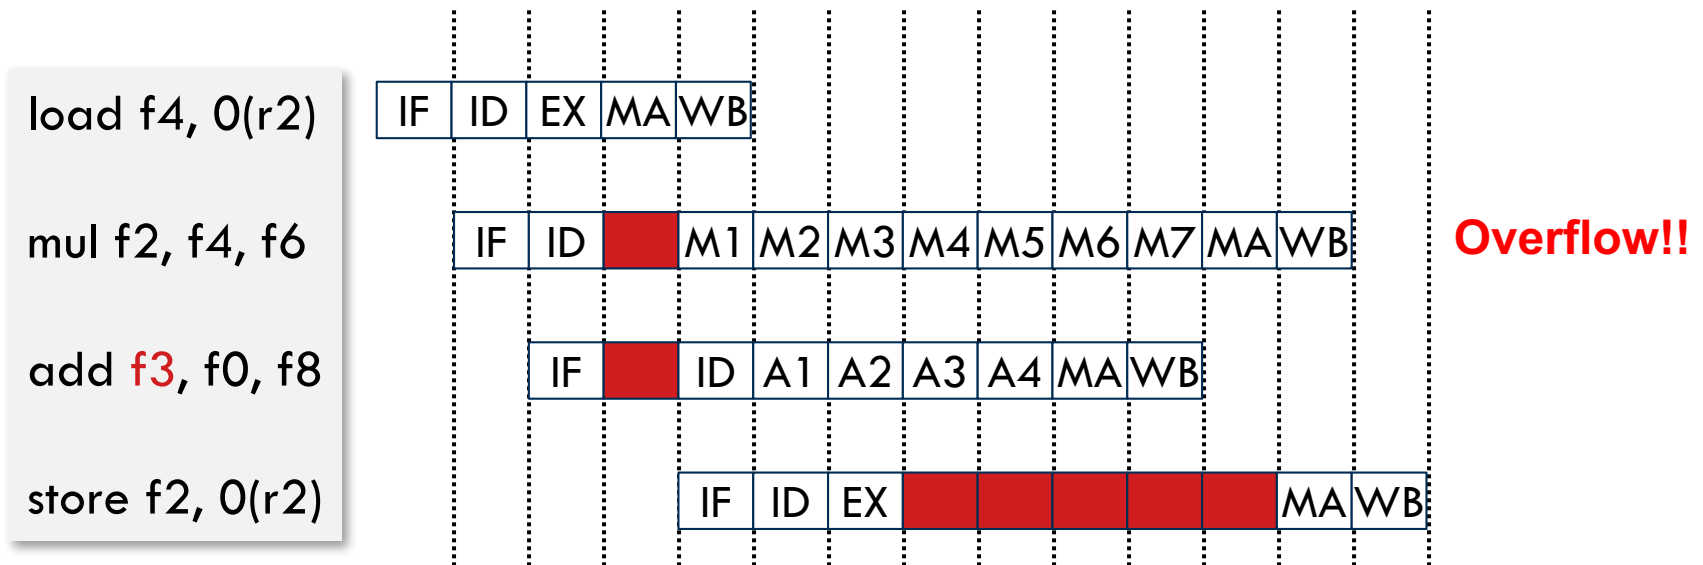 load f4, 0(r2) IF ID EX MA WB
mul f2, f4, f6 IF ID M1 M2 M3 M4 M5 M6 M7 MA WB Overflow!!
add f3, f0, f8 IF ID A1 A2 A3 A4 MA WB
store f2, 0(r2) IF ID EX MA WB